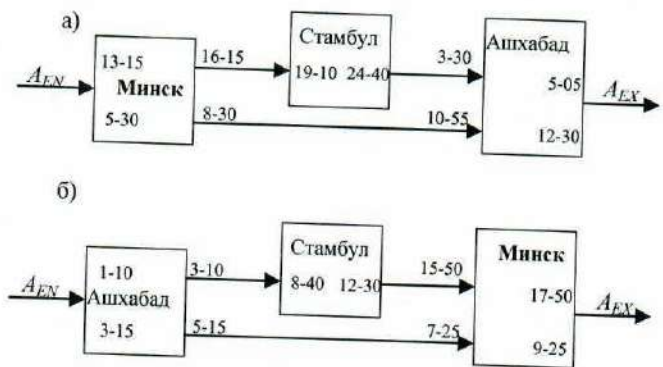 а)
Стамбул
Ашхабад
13-15 16-15 19-10 24-40 3-30
A_EN Минск 5-05 A_EX
5-30 8-30 10-55 12-30
б)
Стамбул
Минск
1-10 3-10 8-40 12-30 15-50
A_EN Ашхабад 17-50 A_EX
3-15 5-15 7-25 9-25